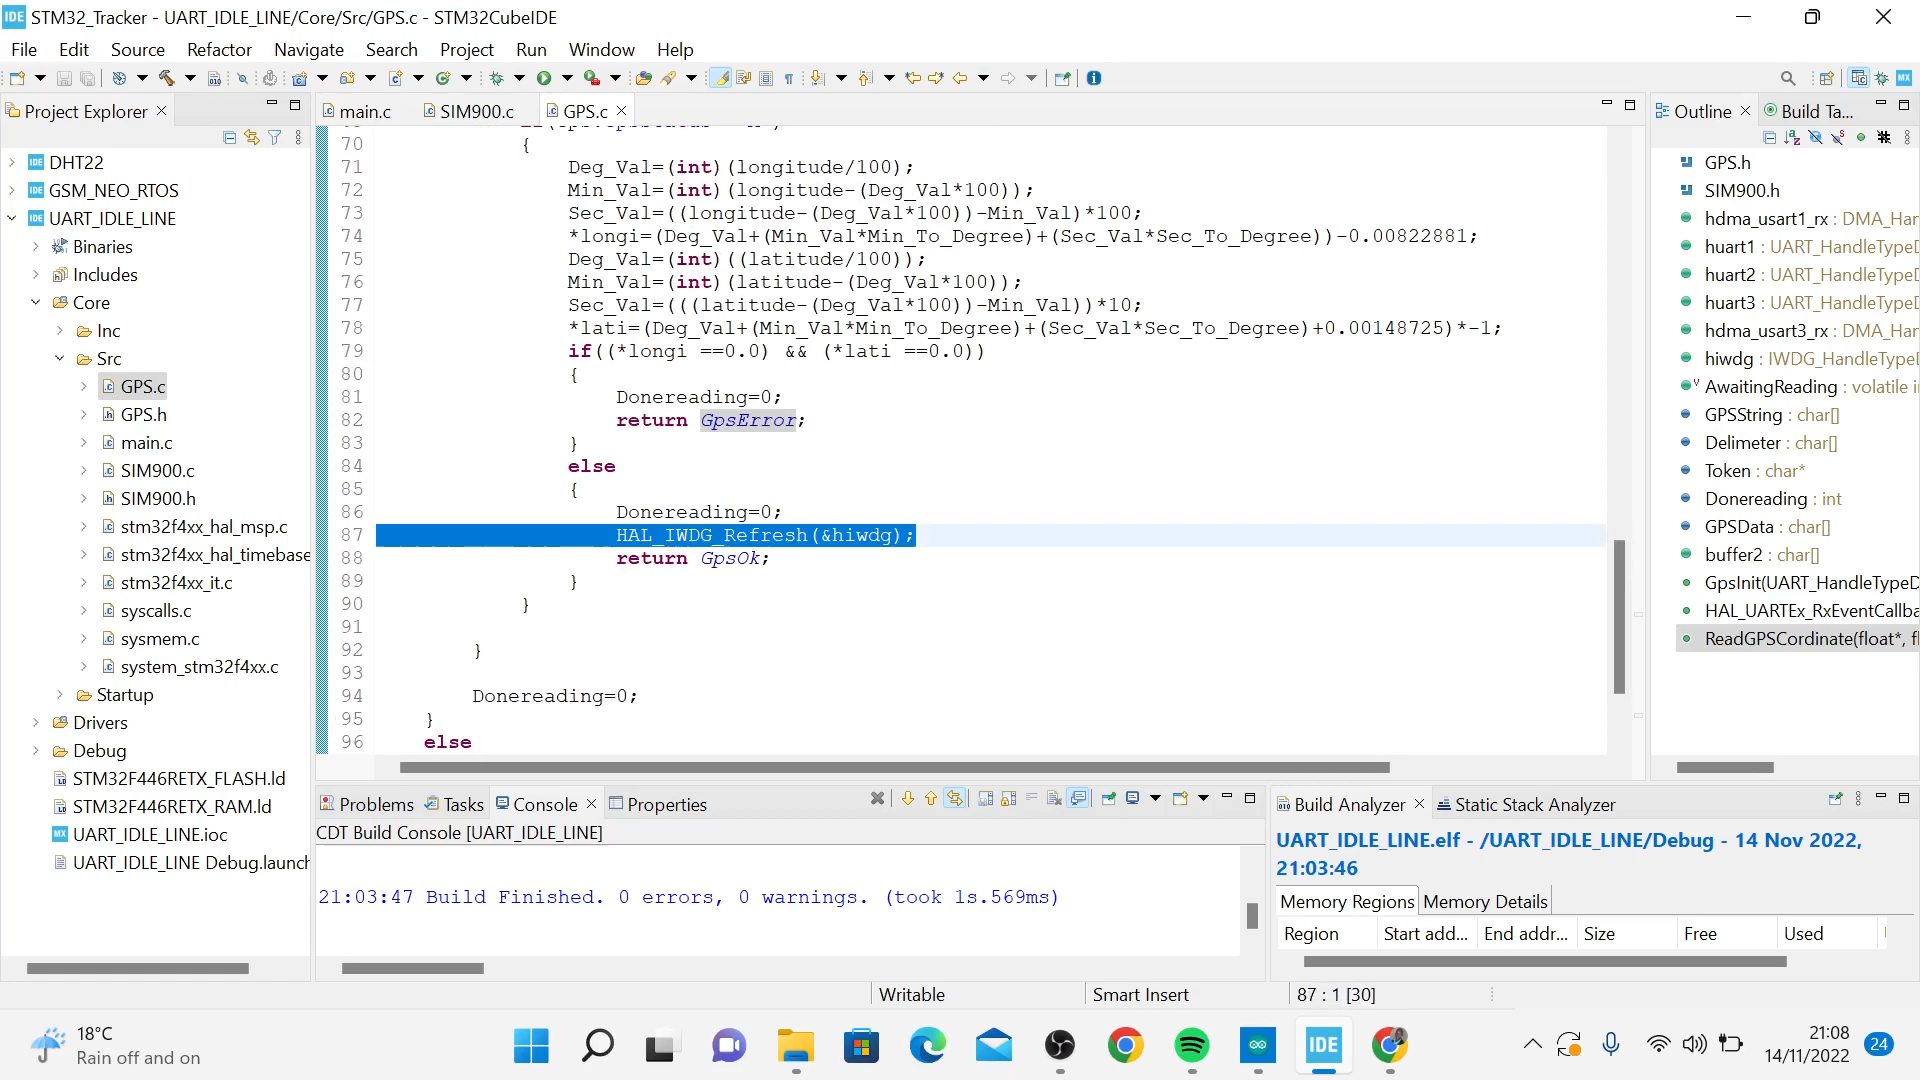 IDE STM32_Tracker - UART_IDLE_LINE/Core/Src/GPS.c - STM32CubeIDE
File Edit Source Refactor Navigate Search Project Run Window Help
Project Explorer
DHT22
GSM_NEO_RTOS
UART_IDLE_LINE
Binaries
Includes
Core
Inc
Src
GPS.c
GPS.h
main.c
SIM900.c
SIM900.h
stm32f4xx_hal_msp.c
stm32f4xx_hal_timebase
stm32f4xx_it.c
syscalls.c
sysmem.c
system_stm32f4xx.c
Startup
Drivers
Debug
STM32F446RETX_FLASH.ld
STM32F446RETX_RAM.ld
UART_IDLE_LINE.ioc
UART_IDLE_LINE Debug.launch
main.c SIM900.c GPS.c
70 {
71 Deg_Val=(int)(longitude/100);
72 Min_Val=(int)(longitude-(Deg_Val*100));
73 Sec_Val=((longitude-(Deg_Val*100))-Min_Val)*100;
74 *longi=(Deg_Val+(Min_Val*Min_To_Degree)+(Sec_Val*Sec_To_Degree))-0.00822881;
75 Deg_Val=(int)((latitude/100));
76 Min_Val=(int)(latitude-(Deg_Val*100));
77 Sec_Val=(((latitude-(Deg_Val*100))-Min_Val))*10;
78 *lati=(Deg_Val+(Min_Val*Min_To_Degree)+(Sec_Val*Sec_To_Degree)+0.00148725)*-1;
79 if((*longi ==0.0) && (*lati ==0.0))
80 {
81 Donereading=0;
82 return GpsError;
83 }
84 else
85 {
86 Donereading=0;
87 HAL_IWDG_Refresh(&hiwdg);
88 return GpsOk;
89 }
90 }
91
92 }
93
94 Donereading=0;
95 }
96 else
Outline Build Ta...
GPS.h
SIM900.h
hdma_usart1_rx : DMA_Har
huart1 : UART_HandleTypeD
huart2 : UART_HandleTypeD
huart3 : UART_HandleTypeD
hdma_usart3_rx : DMA_Har
hiwdg : IWDG_HandleTypeD
AwaitingReading : volatile i
GPSString : char[]
Delimeter : char[]
Token : char*
Donereading : int
GPSData : char[]
buffer2 : char[]
GpsInit(UART_HandleTypeD
HAL_UARTEx_RxEventCallba
ReadGPSCordinate(float*, f
Problems Tasks Console Properties
CDT Build Console [UART_IDLE_LINE]
21:03:47 Build Finished. 0 errors, 0 warnings. (took 1s.569ms)
Build Analyzer Static Stack Analyzer
UART_IDLE_LINE.elf - /UART_IDLE_LINE/Debug - 14 Nov 2022,
21:03:46
Memory Regions Memory Details
Region Start add... End addr... Size Free Used
Writable Smart Insert 87 : 1 [30]
18°C
Rain off and on
IDE
21:08
14/11/2022
24